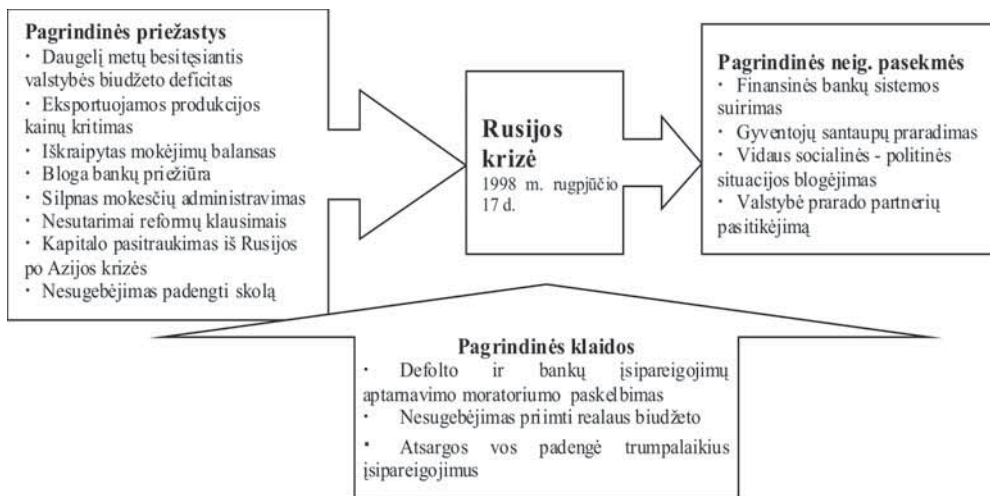 Pagrindinės priežastys
· Daugelį metų besitęsiantis
valstybės biudžeto deficitas
· Eksportuojamos produkcijos
kainų kritimas
· Iškraipytas mokėjimų balansas
· Bloga bankų priežiūra
· Silpnas mokesčių administravimas
· Nesutarimai reformų klausimais
· Kapitalo pasitraukimas iš Rusijos
po Azijos krizės
· Nesugebėjimas padengti skolą
Rusijos
krizė
1998 m. rugpjūčio
17 d.
Pagrindinės neig. pasekmės
· Finansinės bankų sistemos
suirimas
· Gyventojų santaupų praradimas
· Vidaus socialinės - politinės
situacijos blogėjimas
· Valstybė prarado partnerių
pasitikėjimą
Pagrindinės klaidos
· Defolto ir bankų įsipareigojimų
aptarnavimo moratoriumo paskelbimas
· Nesugebėjimas priimti realaus biudžeto
· Atsargos vos padengė trumpalaikius
įsipareigojimus